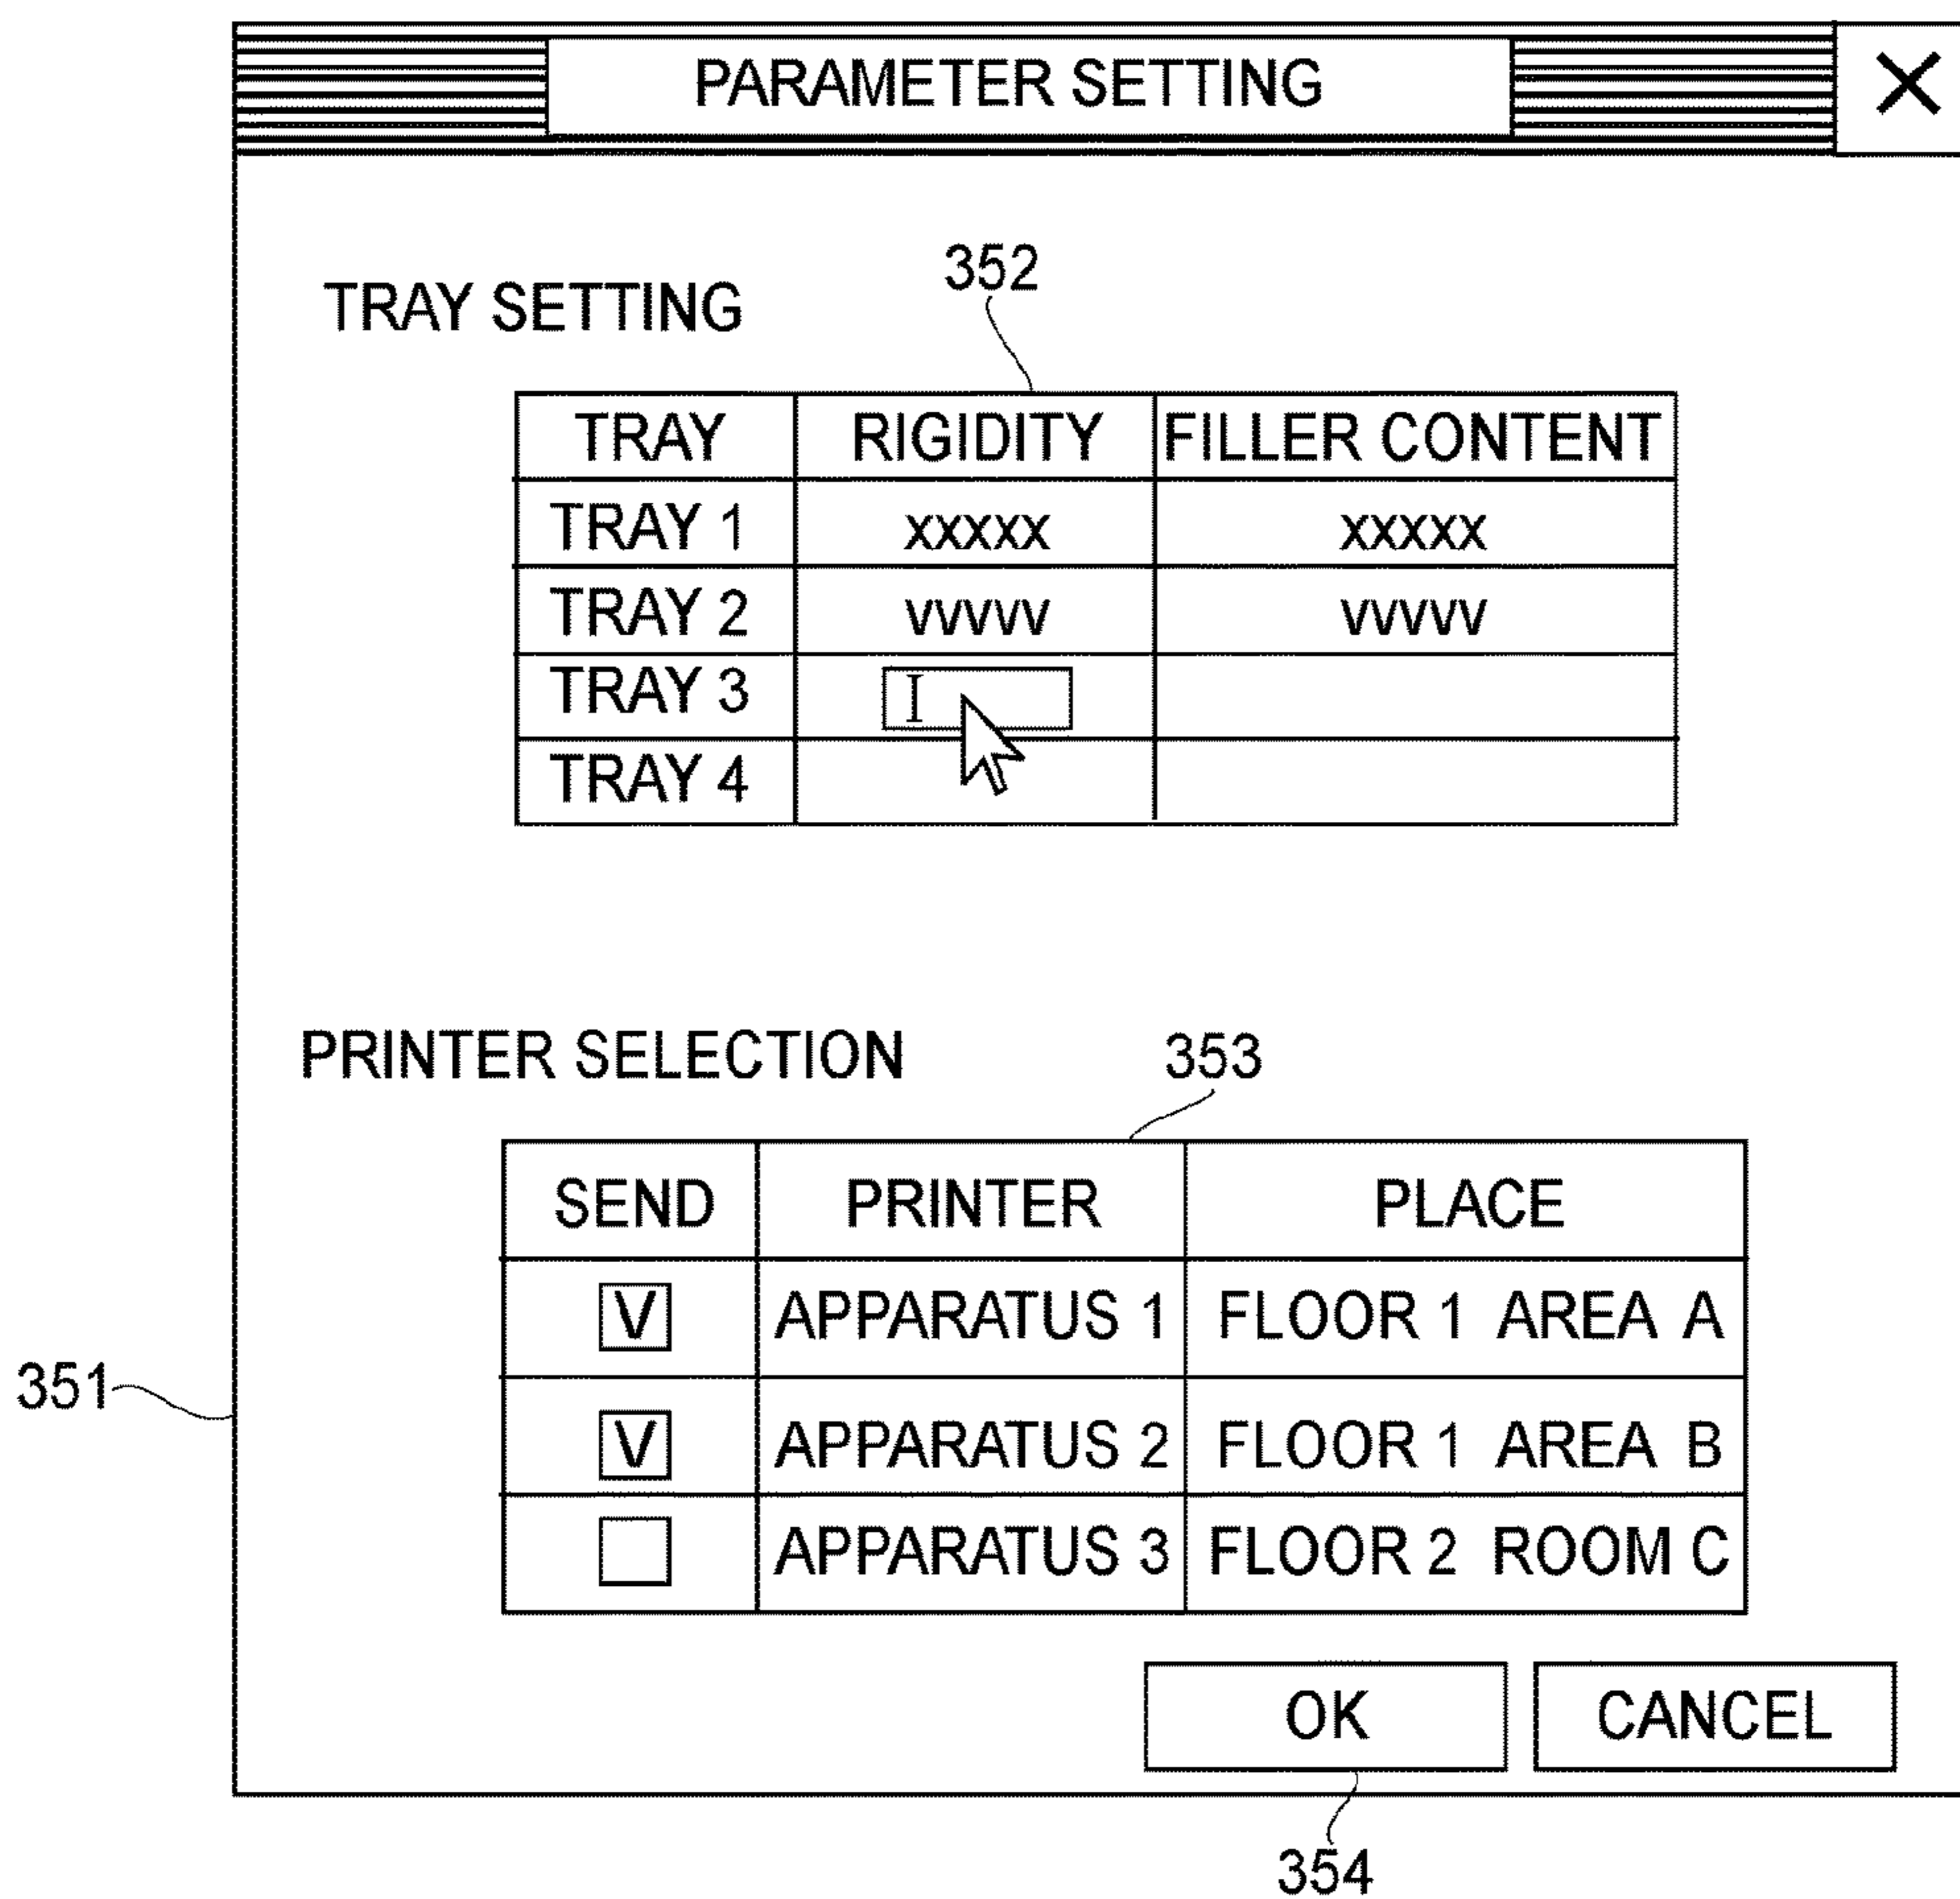 PARAMETER SETTING X
352
TRAY SETTING
TRAY RIGIDITY FILLER CONTENT
TRAY 1 xxxxx xxxxx
TRAY 2 vvvvv vvvvv
TRAY 3
TRAY 4
PRINTER SELECTION 353
SEND PRINTER PLACE
V APPARATUS 1 FLOOR 1 AREA A
351
V APPARATUS 2 FLOOR 1 AREA B
APPARATUS 3 FLOOR 2 ROOM C
OK CANCEL
354